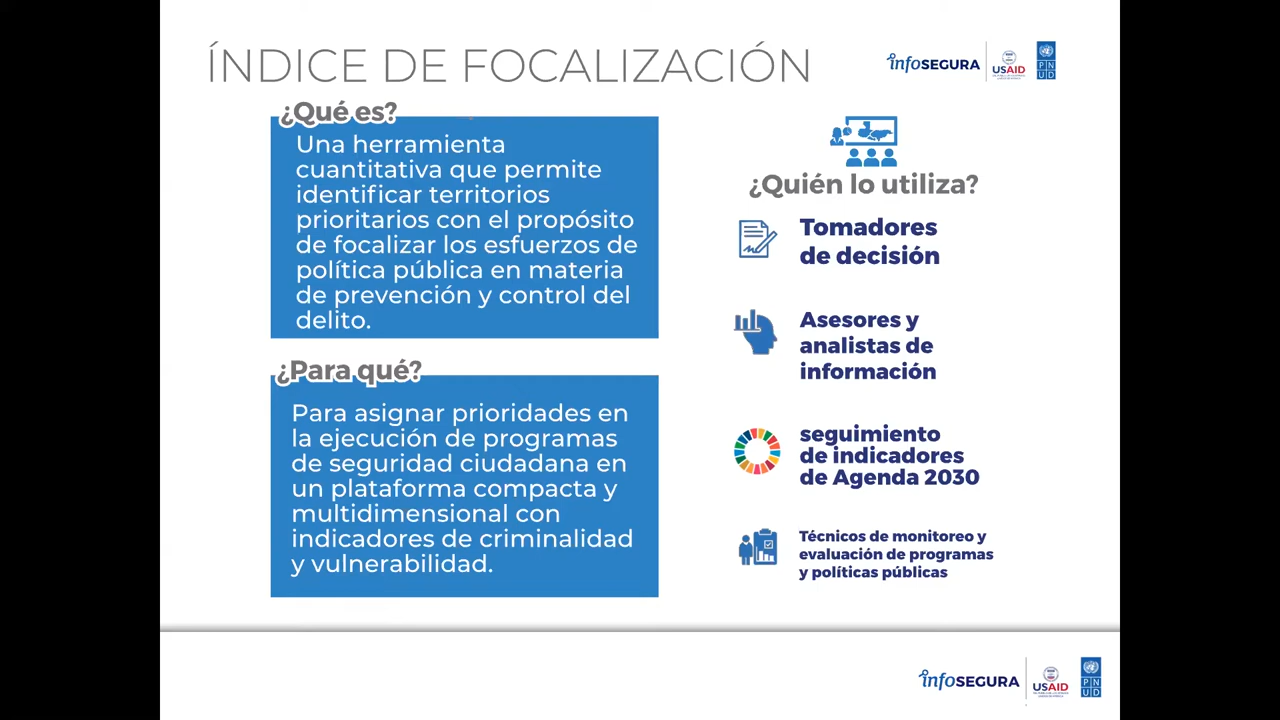 ÍNDICE DE FOCALIZACIÓN
infoSEGURA
USAID
PN
UD
¿Qué es?
Una herramienta
cuantitativa que permite
identificar territorios
prioritarios con el propósito
de focalizar los esfuerzos de
política pública en materia
de prevención y control del
delito.
¿Para qué?
Para asignar prioridades en
la ejecución de programas
de seguridad ciudadana en
un plataforma compacta y
multidimensional con
indicadores de criminalidad
y vulnerabilidad.
¿Quién lo utiliza?
Tomadores
de decisión
Asesores y
analistas de
información
seguimiento
de indicadores
de Agenda 2030
Técnicos de monitoreo y
evaluación de programas
y políticas públicas
infoSEGURA
USAID
PN
UD